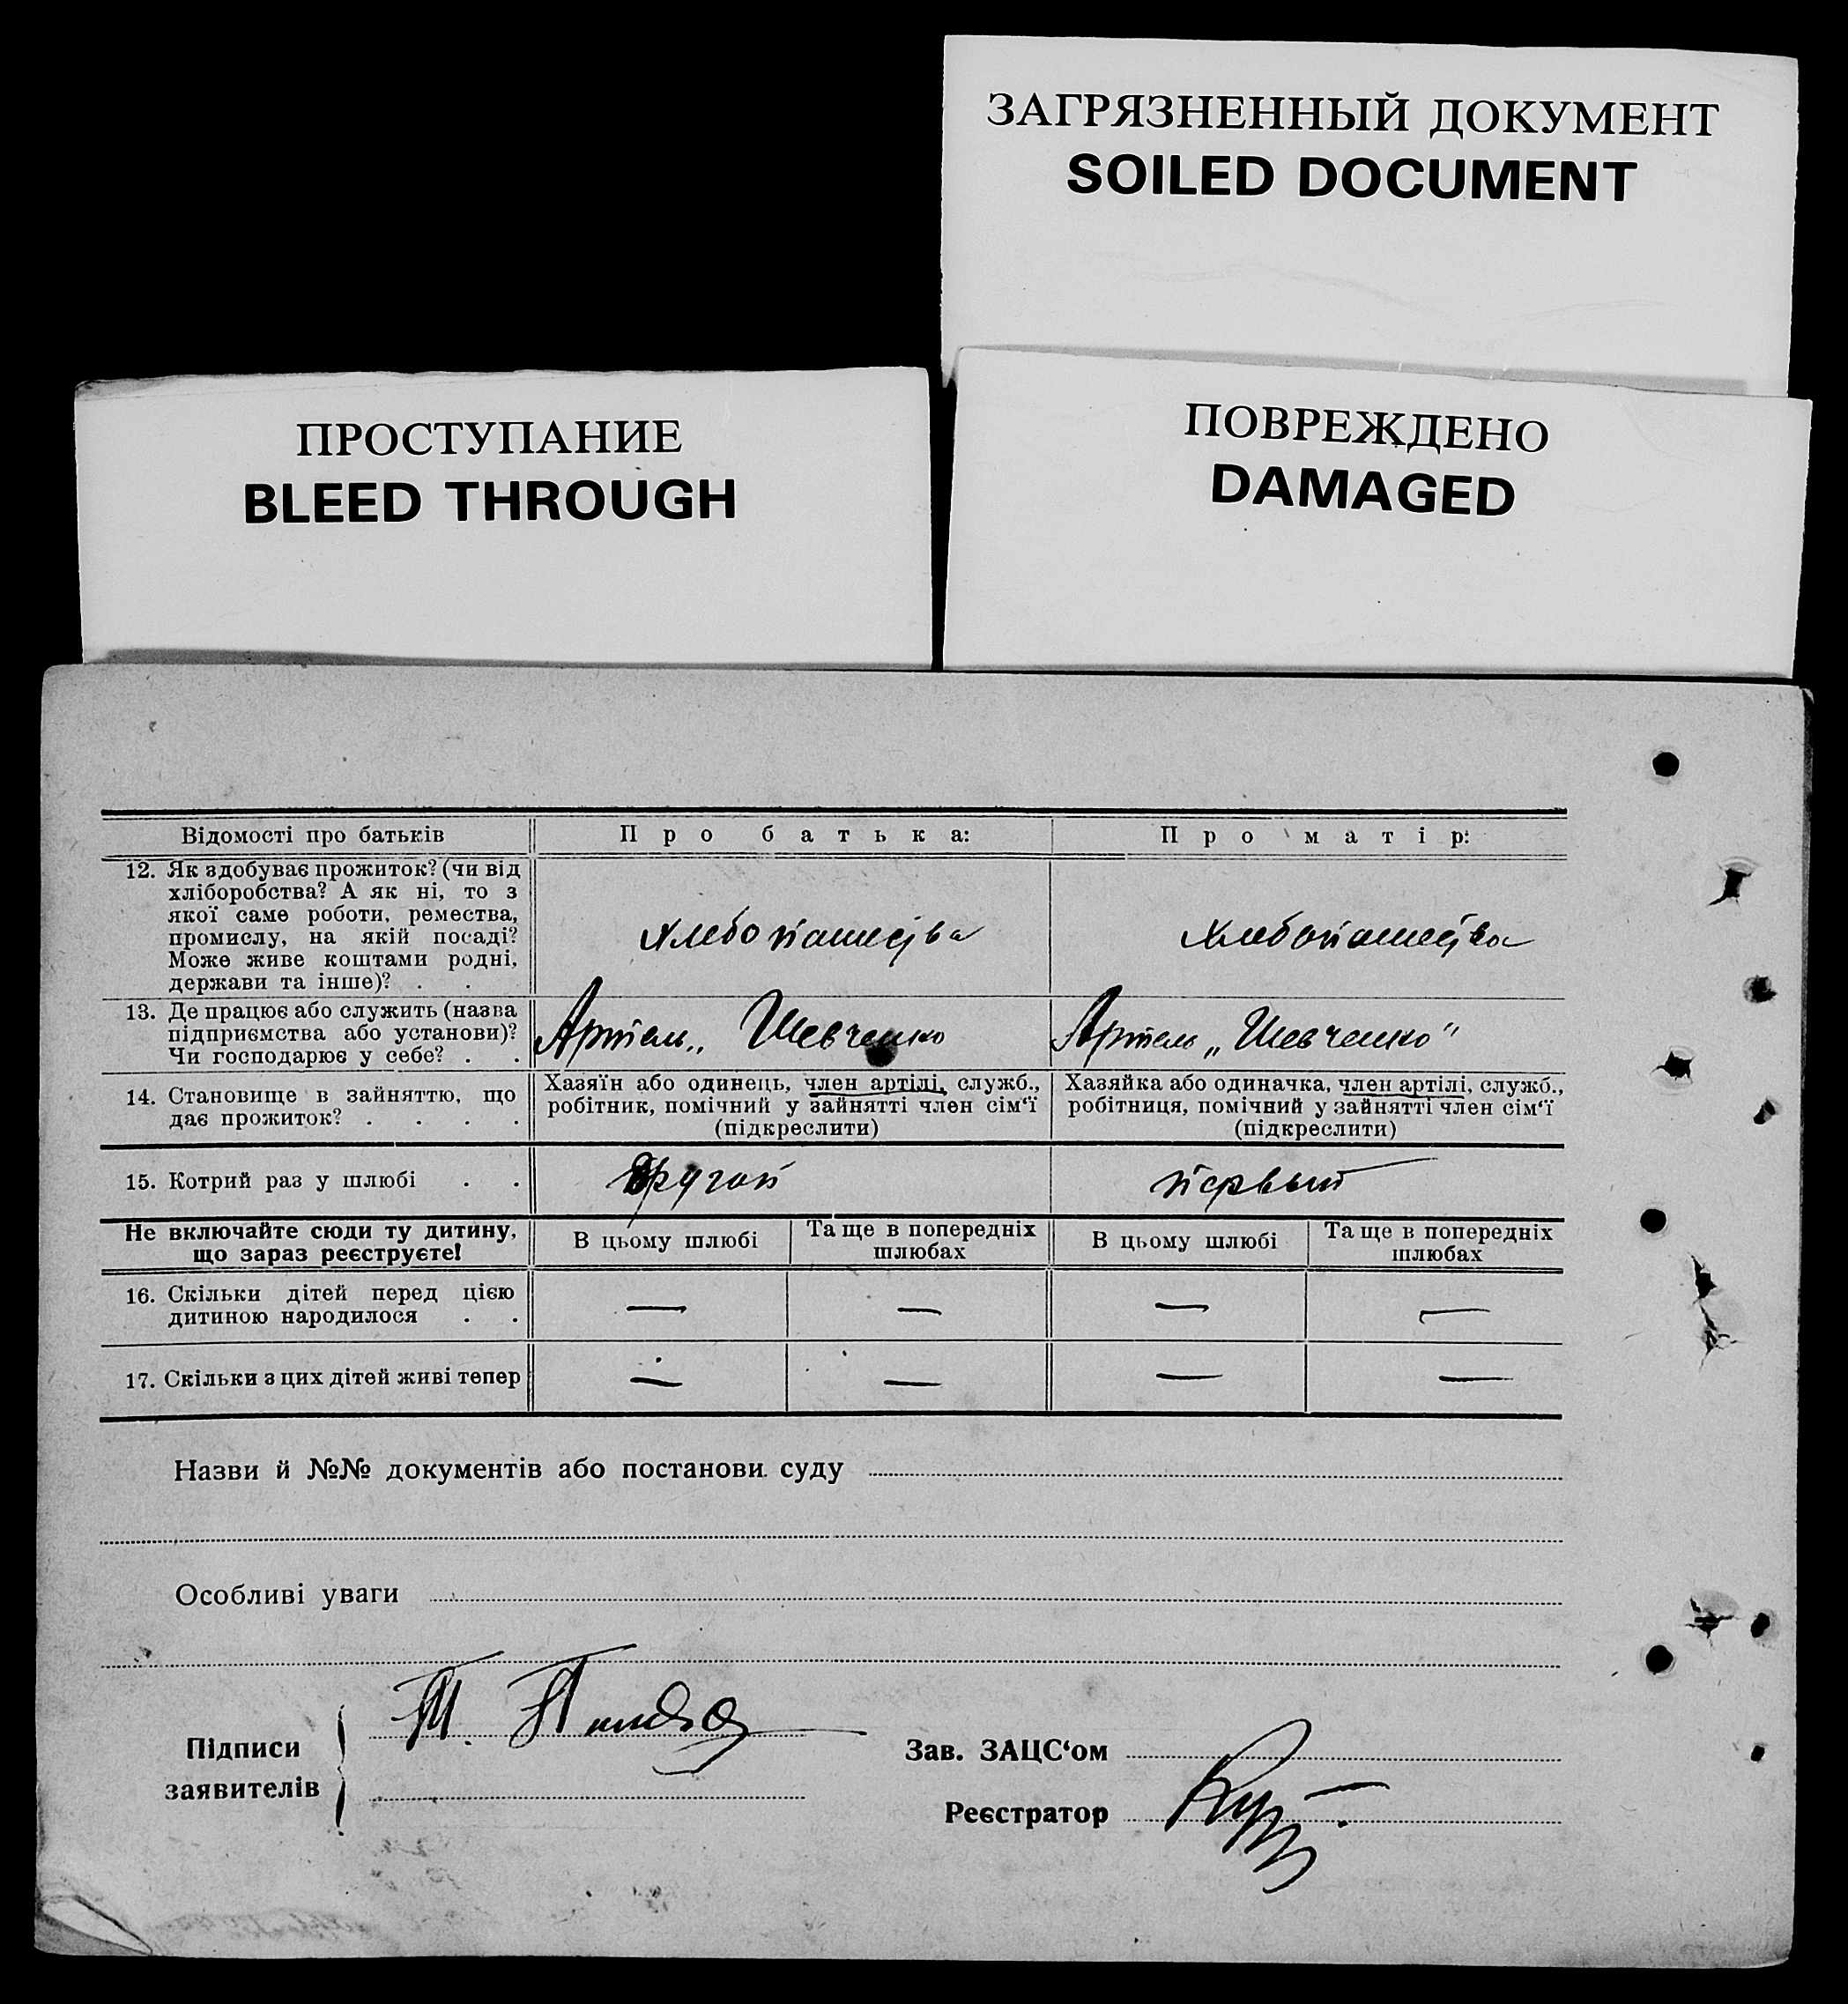 ЗАГРЯЗНЕННЫЙ ДОКУМЕНТ
SOILED DOCUMENT
ПРОСТУПАНИЕ
BLEED THROUGH
ПОВРЕЖДЕНО
DAMAGED
Відомості про батьків
Про батька:
Про матір:
12. Як здобуває прожиток? (чи від
хліборобства? А як ні, то з
якої саме роботи, ремества,
промислу, на якій посаді?
Може живе коштами родні,
держави та інше)? . .
хлебопашества
хлебопашества
13. Де працює або служить (назва
підприємства або установи)?
Чи господарює у себе? . .
Артель „ Шевченко
Артель „Шевченко"
14. Становище в зайняттю, що
дає прожиток? . . . .
Хазяїн або одинець, член артілі, служб.,
робітник, помічний у зайнятті член сім‘ї
(підкреслити)
Хазяйка або одиначка, член артілі, служб.,
робітниця, помічний у зайнятті член сім‘ї
(підкреслити)
15. Котрий раз у шлюбі . .
другой
первый
Не включайте сюди ту дитину,
що зараз реєструєте!
В цьому шлюбі
Та ще в попередніх
шлюбах
В цьому шлюбі
Та ще в попередніх
шлюбах
16. Скільки дітей перед цією
дитиною народилося . .
— — — —
17. Скільки з цих дітей живі тепер
— — — —
Назви й №№ документів або постанови суду
Особливі уваги
Підписи
заявителів
Зав. ЗАЦС‘ом
Реєстратор